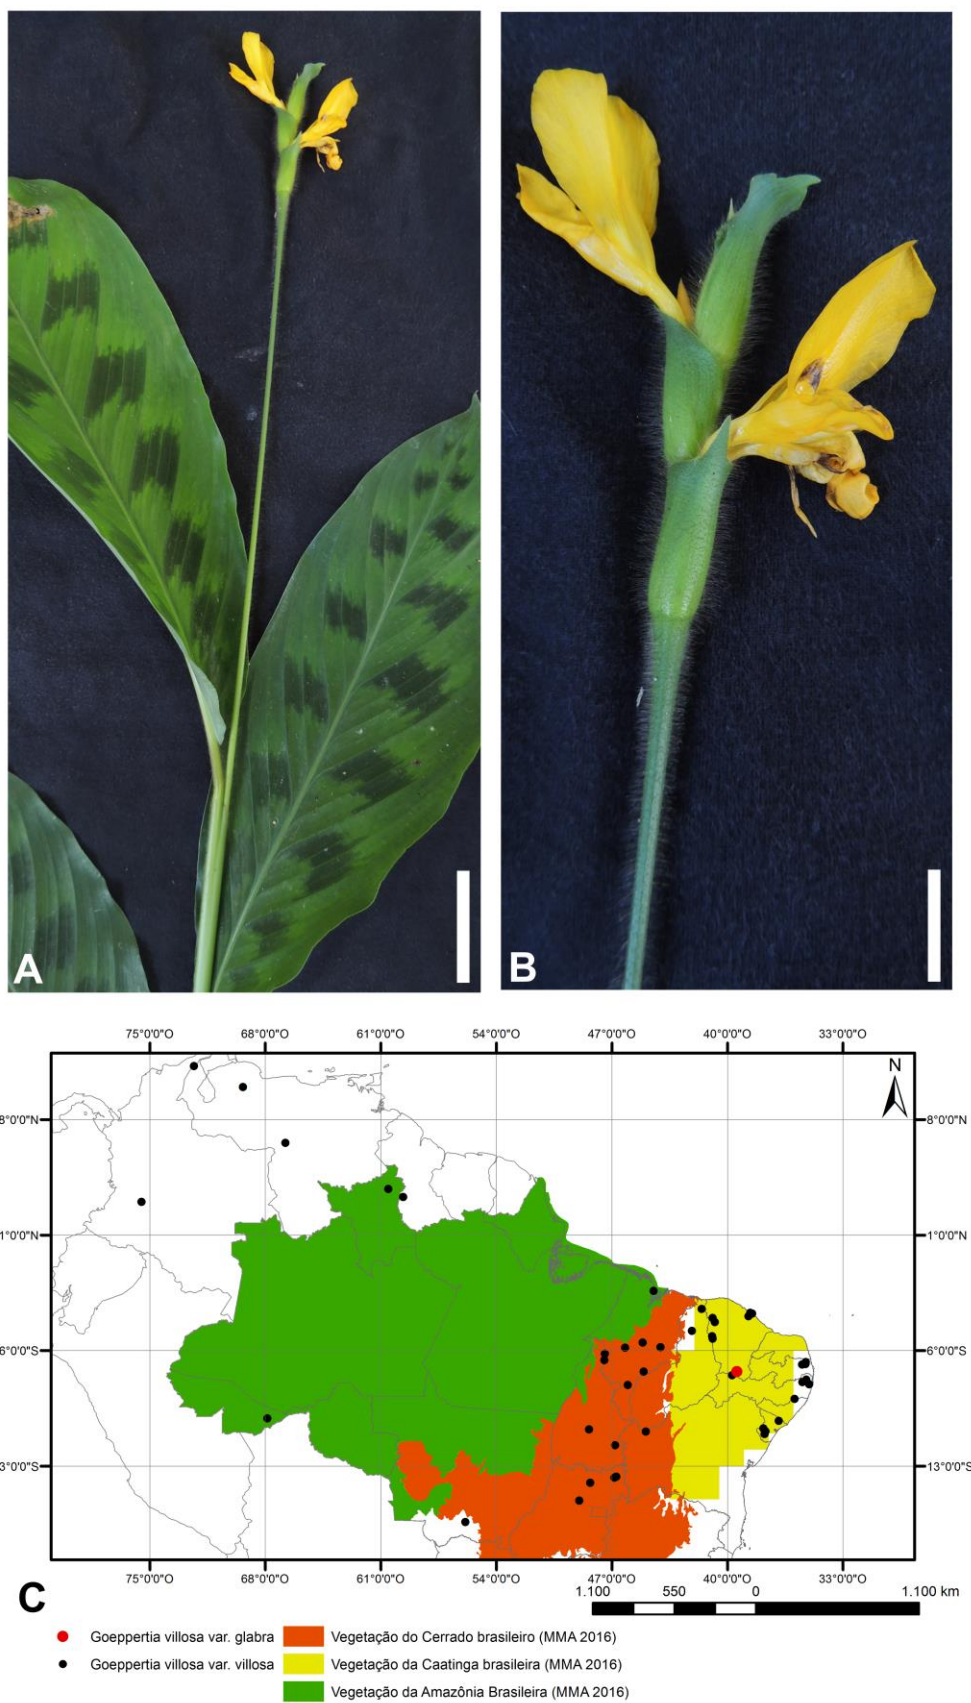 A
B
75°0'0"O 68°0'0"O 61°0'0"O 54°0'0"O 47°0'0"O 40°0'0"O 33°0'0"O
N
8°0'0"N 8°0'0"N
1°0'0"N 1°0'0"N
6°0'0"S 6°0'0"S
3°0'0"S 13°0'0"S
75°0'0"O 68°0'0"O 61°0'0"O 54°0'0"O 47°0'0"O 40°0'0"O 33°0'0"O
C
1.100 550 0 1.100 km
Goeppertia villosa var. glabra Vegetação do Cerrado brasileiro (MMA 2016)
Goeppertia villosa var. villosa Vegetação da Caatinga brasileira (MMA 2016)
Vegetação da Amazônia Brasileira (MMA 2016)